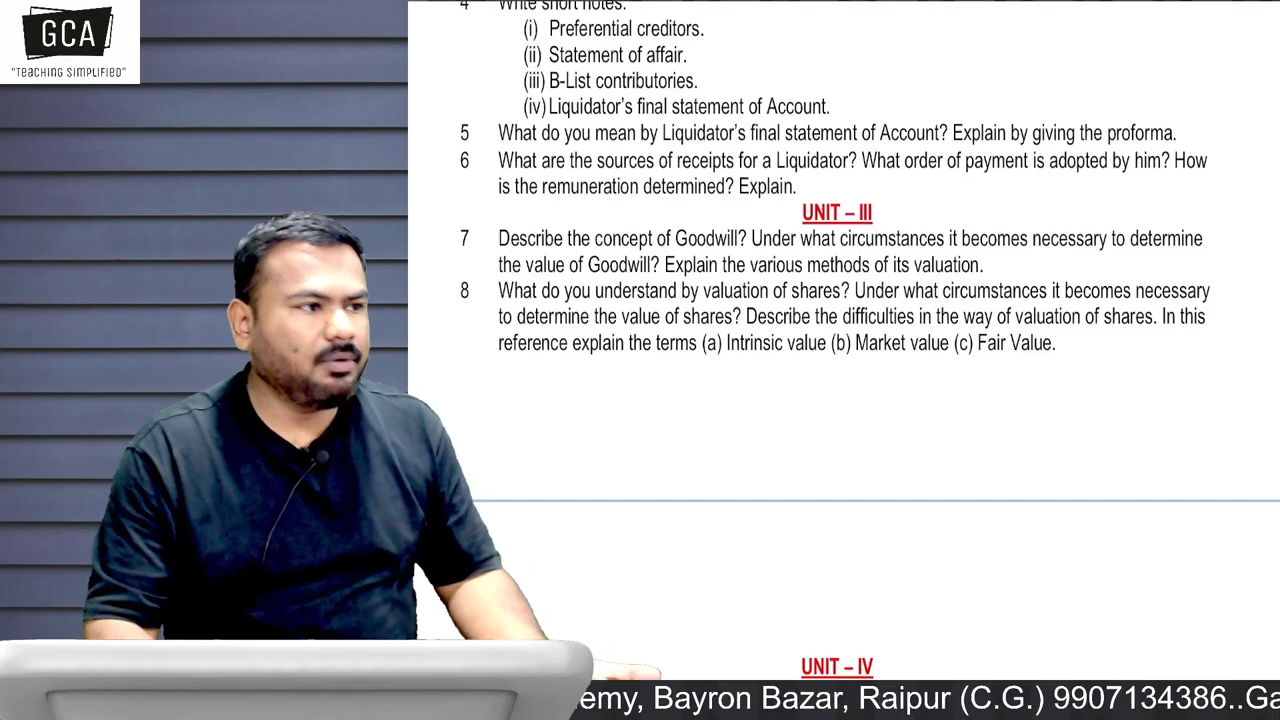 GCA
"TEACHING SIMPLIFIED"
4 Write short notes:
(i) Preferential creditors.
(ii) Statement of affair.
(iii) B-List contributories.
(iv) Liquidator's final statement of Account.
5 What do you mean by Liquidator's final statement of Account? Explain by giving the proforma.
6 What are the sources of receipts for a Liquidator? What order of payment is adopted by him? How
is the remuneration determined? Explain.
UNIT – III
7 Describe the concept of Goodwill? Under what circumstances it becomes necessary to determine
the value of Goodwill? Explain the various methods of its valuation.
8 What do you understand by valuation of shares? Under what circumstances it becomes necessary
to determine the value of shares? Describe the difficulties in the way of valuation of shares. In this
reference explain the terms (a) Intrinsic value (b) Market value (c) Fair Value.
UNIT – IV
emy, Bayron Bazar, Raipur (C.G.) 9907134386..Ga